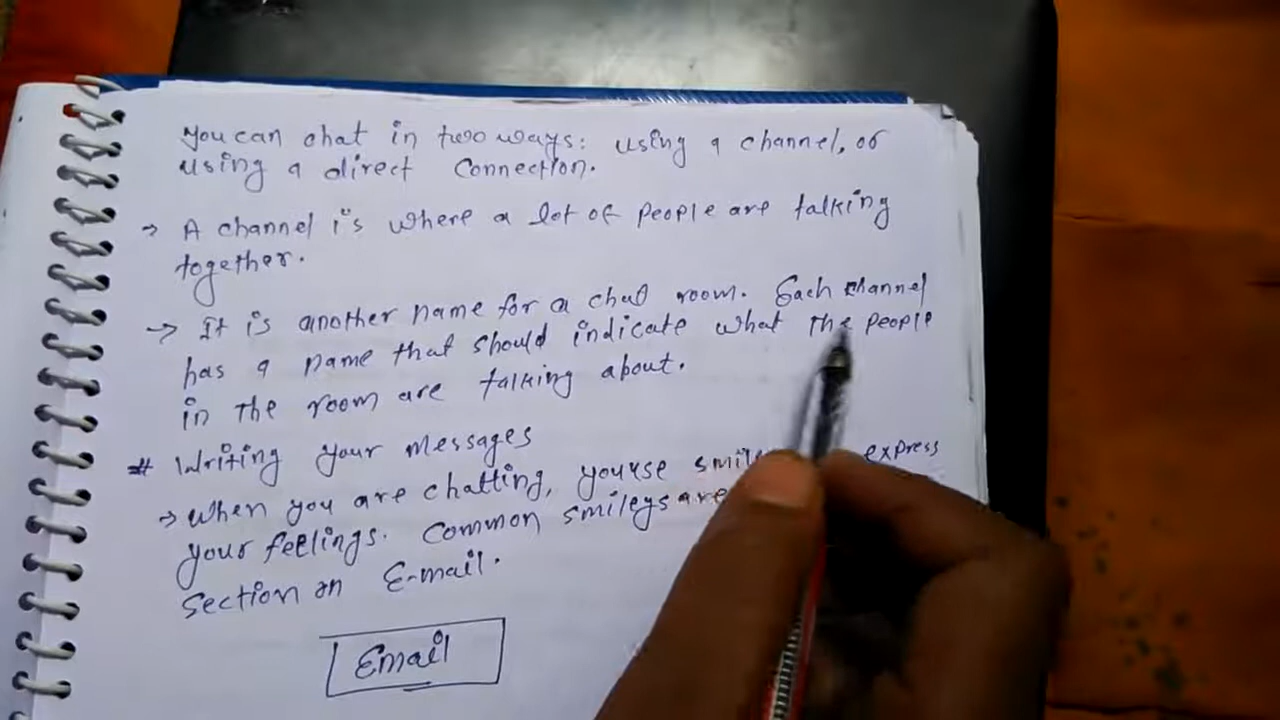 you can chat in two ways: using a channel, or
using a direct connection.
→ A channel is where a lot of people are talking
together.
→ It is another name for a chat room. Each channel
has a name that should indicate what the people
in the room are talking about.
# Writing your messages
→ When you are chatting, you use express
your feelings. Common smileys are
section on E-mail.
Email